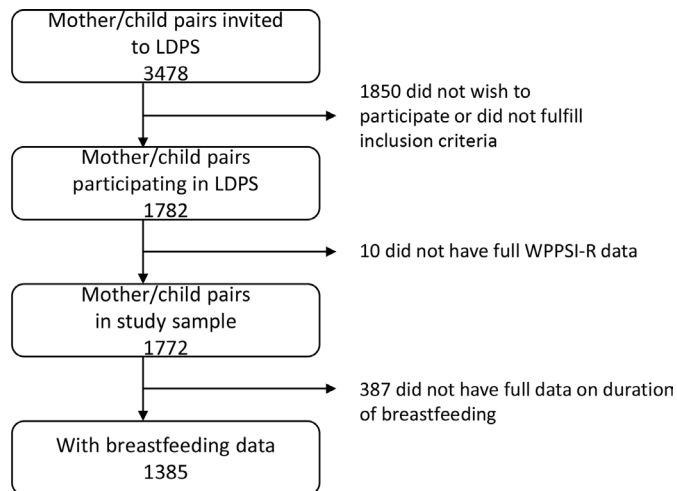 Mother/child pairs invited
to LDPS
3478
1850 did not wish to
participate or did not fulfill
inclusion criteria
Mother/child pairs
participating in LDPS
1782
10 did not have full WPPSI-R data
Mother/child pairs
in study sample
1772
387 did not have full data on duration
of breastfeeding
With breastfeeding data
1385